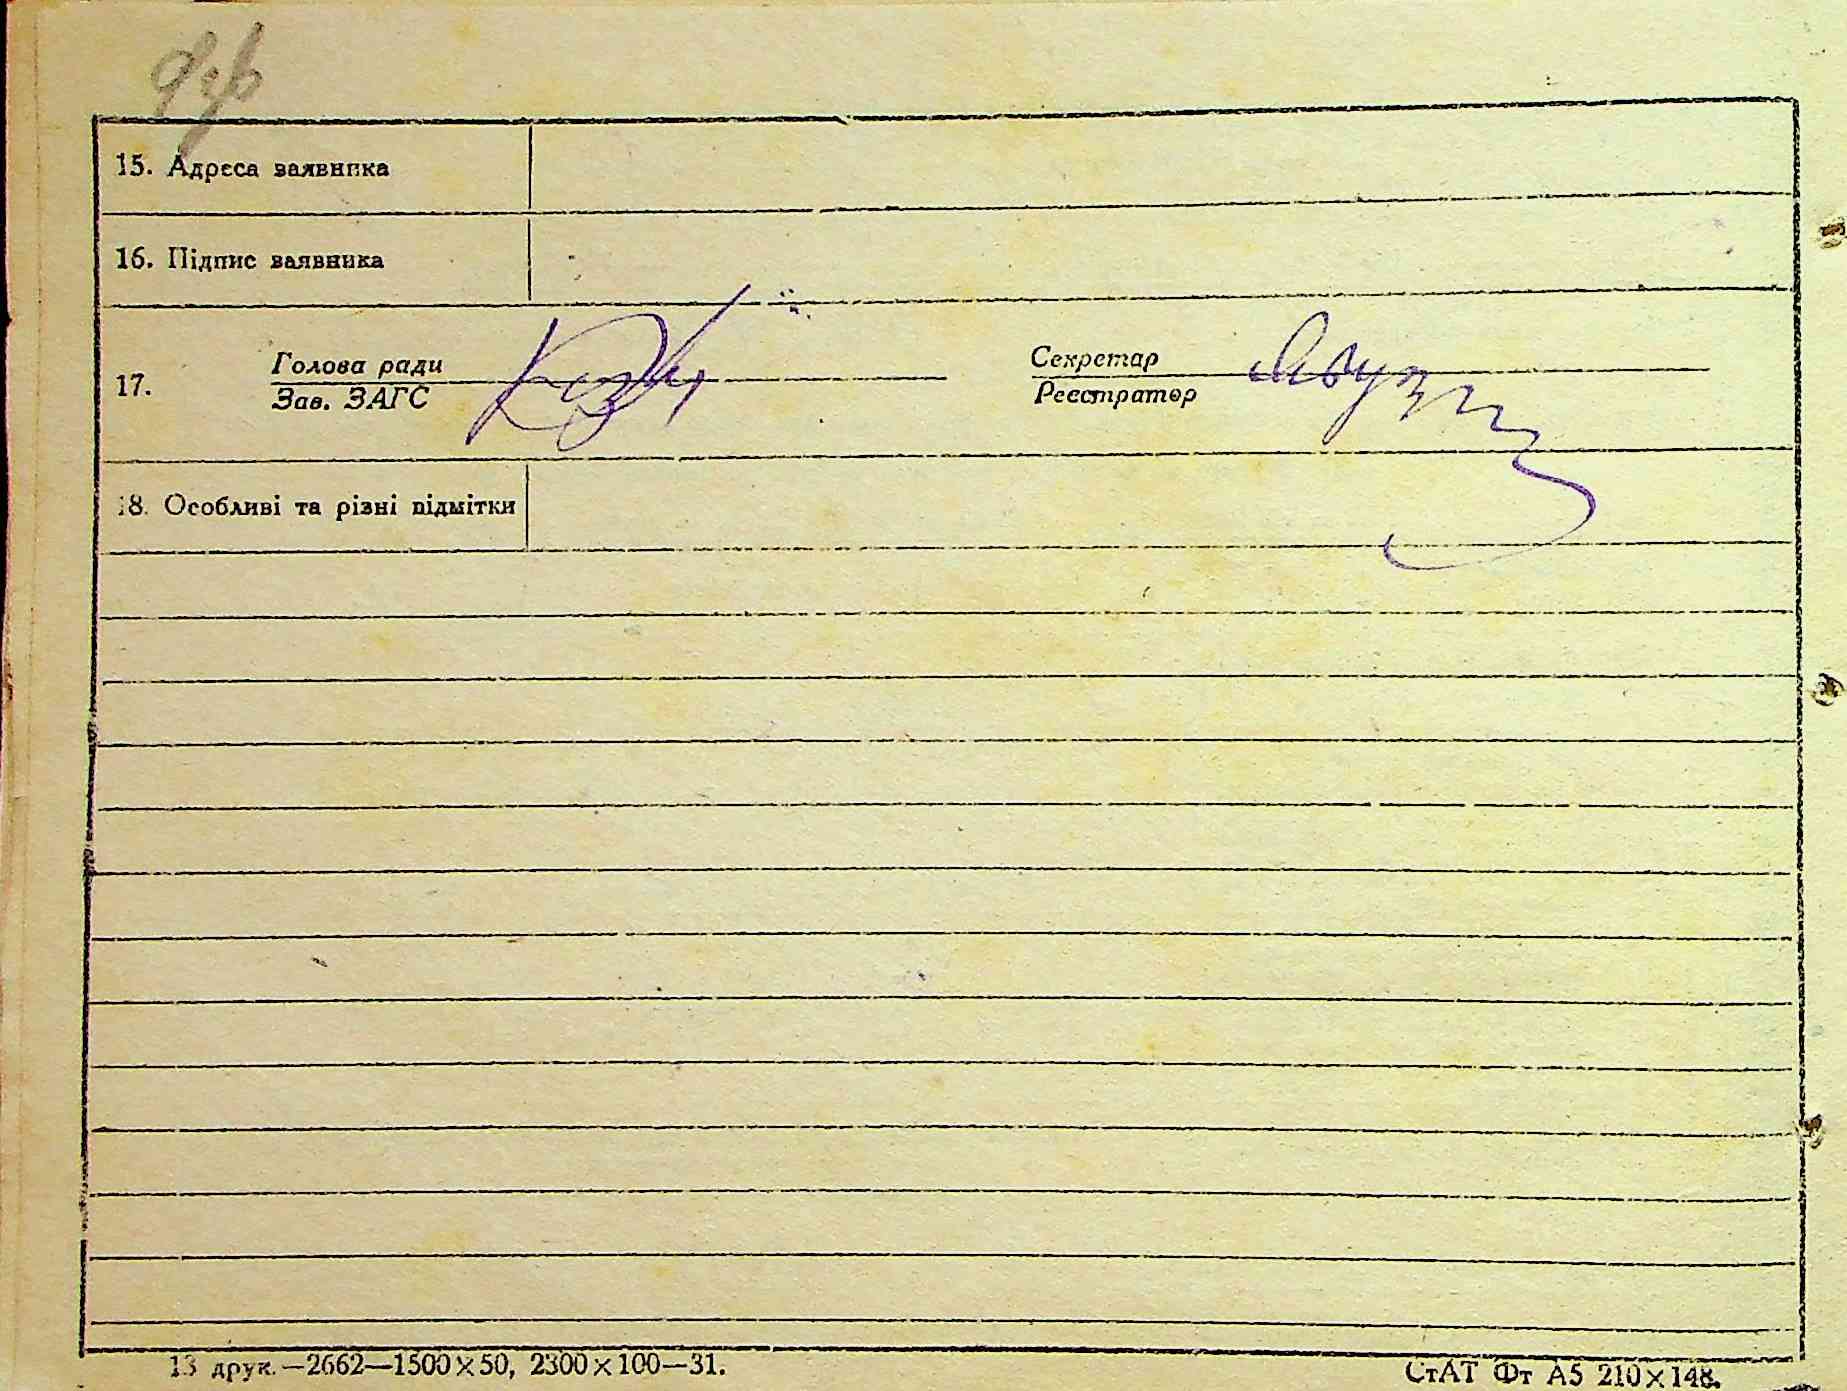 15. Адреса заявника
16. Підпис заявника
17. Голова ради
Зав. ЗАГС
Секретар
Реєстратор
18. Особливі та різні підмітки
13 друк.—2662—1500×50, 2300×100—31.
СтАТ Фт А5 210×148.